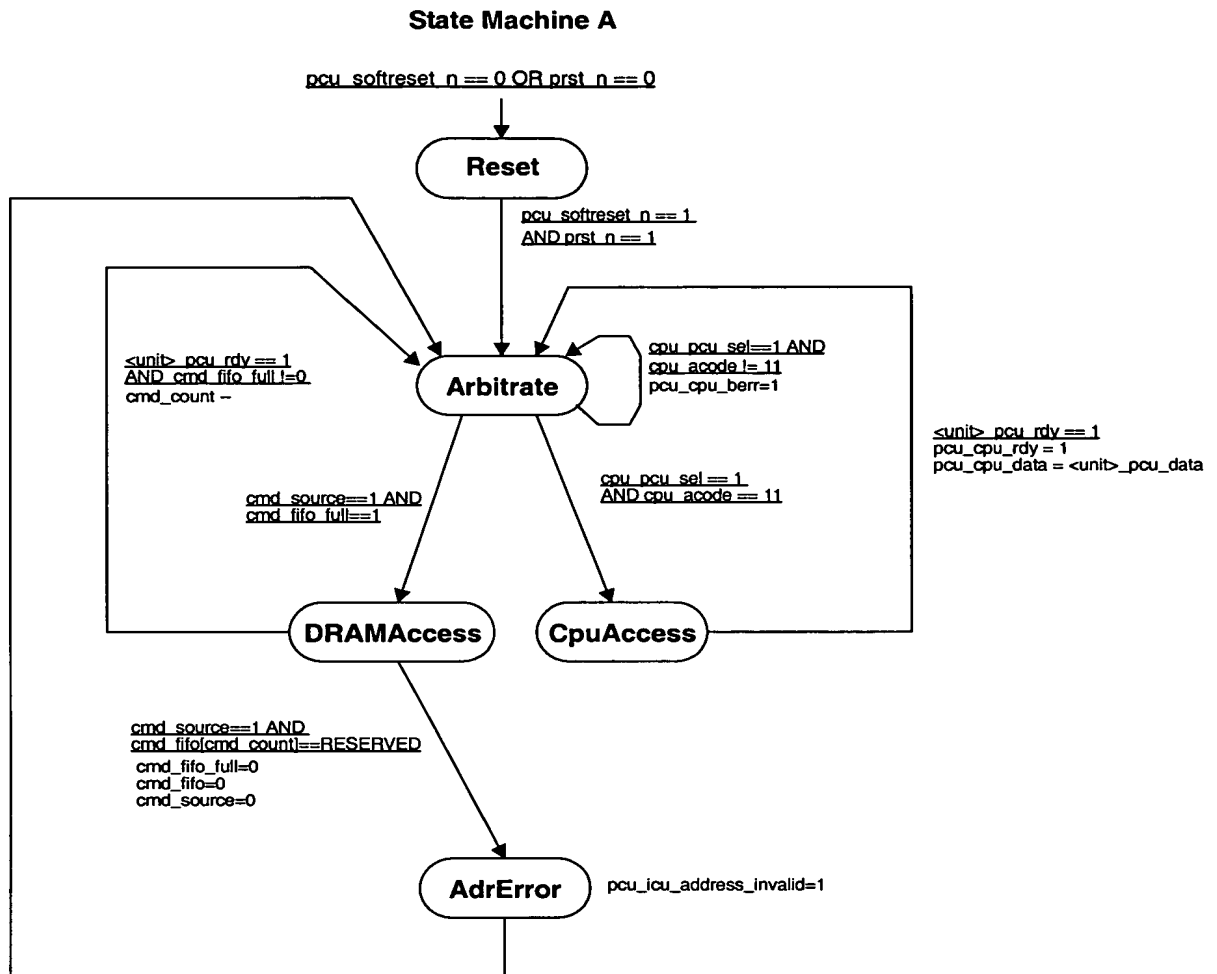 State Machine A
pcu_softreset_n == 0 OR prst_n == 0
Reset
pcu_softreset_n == 1
AND prst_n == 1
<unit>_pcu_rdy == 1
AND cmd_fifo_full !=0
cmd_count --
Arbitrate
cpu_pcu_sel==1 AND
cpu_acode != 11
pcu_cpu_berr=1
<unit>_pcu_rdy == 1
pcu_cpu_rdy = 1
pcu_cpu_data = <unit>_pcu_data
cmd_source==1 AND
cmd_fifo_full==1
cpu_pcu_sel == 1
AND cpu_acode == 11
DRAMAccess
CpuAccess
cmd_source==1 AND
cmd_fifo[cmd_count]==RESERVED
cmd_fifo_full=0
cmd_fifo=0
cmd_source=0
AdrError
pcu_icu_address_invalid=1